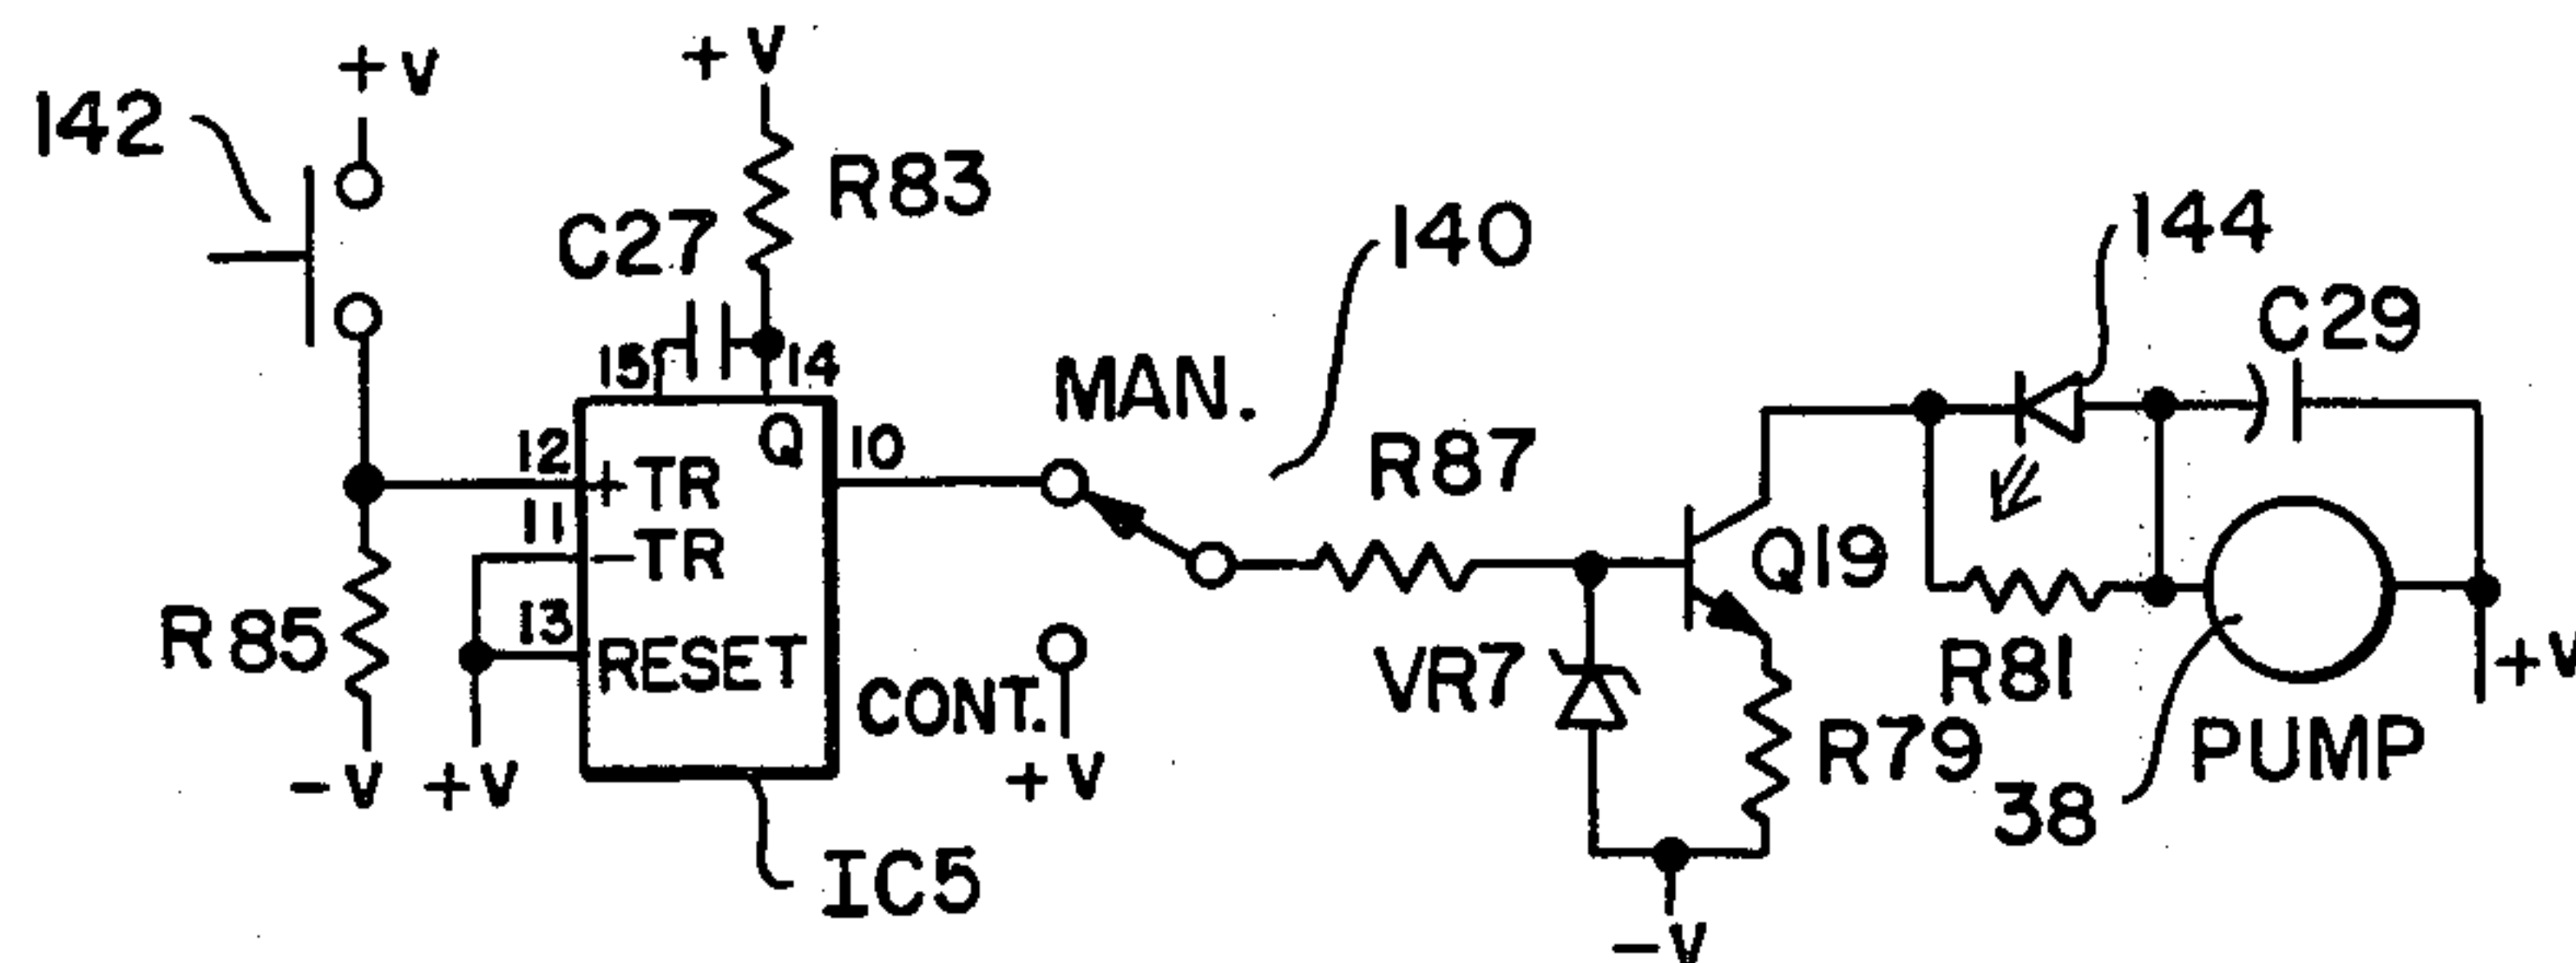 +V
+V
142
R83
C27
140
144
C29
15
14
MAN.
Q
10
12
+TR
R87
11
-TR
Q19
13
R85
RESET
VR7
R81
+V
CONT.
R79
PUMP
-V
+V
+V
38
IC5
-V